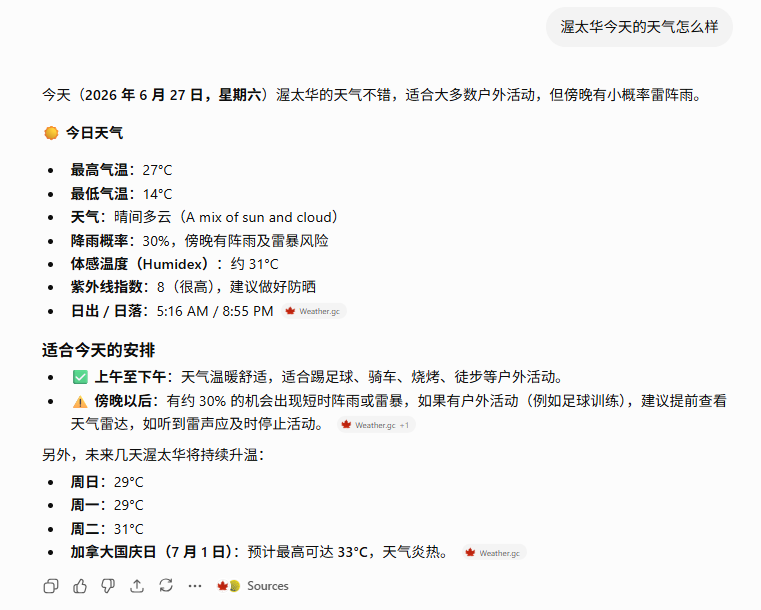 渥太华今天的天气怎么样
今天（2026 年 6 月 27 日，星期六）渥太华的天气不错，适合大多数户外活动，但傍晚有小概率雷阵雨。
今日天气
最高气温：27°C
最低气温：14°C
天气：晴间多云（A mix of sun and cloud）
降雨概率：30%，傍晚有阵雨及雷暴风险
体感温度（Humidex）：约 31°C
紫外线指数：8（很高），建议做好防晒
日出 / 日落：5:16 AM / 8:55 PM Weather.gc
适合今天的安排
上午至下午：天气温暖舒适，适合踢足球、骑车、烧烤、徒步等户外活动。
傍晚以后：有约 30% 的机会出现短时阵雨或雷暴，如果有户外活动（例如足球训练），建议提前查看
天气雷达，如听到雷声应及时停止活动。 Weather.gc +1
另外，未来几天渥太华将持续升温：
周日：29°C
周一：29°C
周二：31°C
加拿大国庆日（7 月 1 日）：预计最高可达 33°C，天气炎热。 Weather.gc
Sources